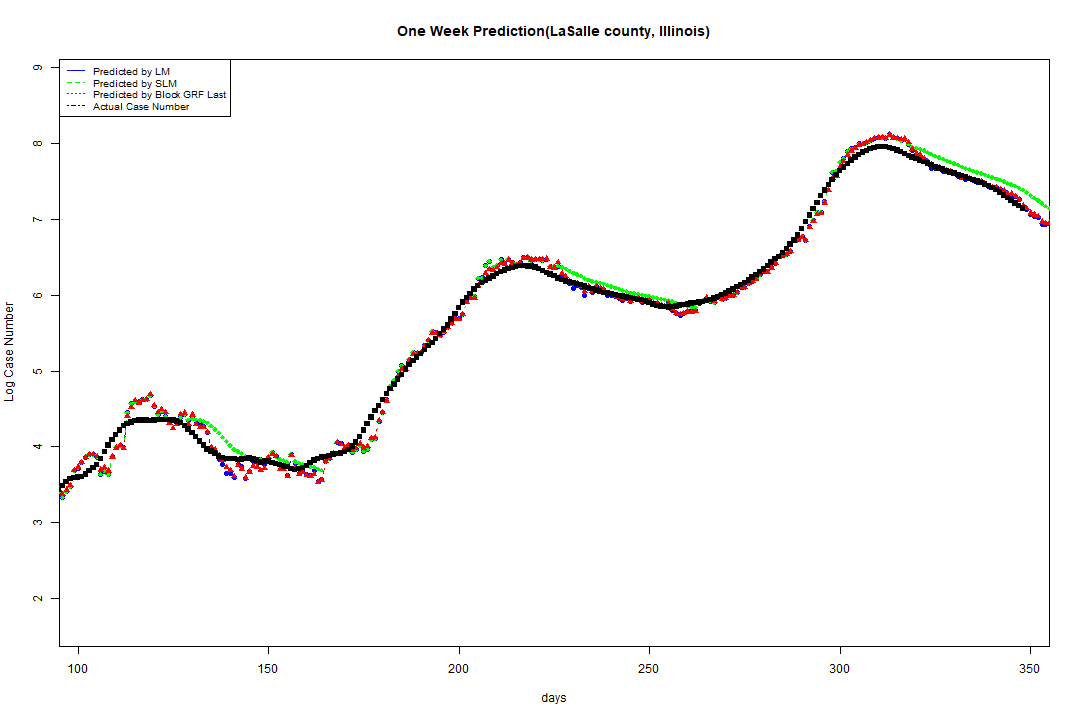 One Week Prediction(LaSalle county, Illinois)
Predicted by LM
Predicted by SLM
Predicted by Block GRF Last
Actual Case Number
Log Case Number
9
8
7
6
5
4
3
2
100 150 200 250 300 350
days